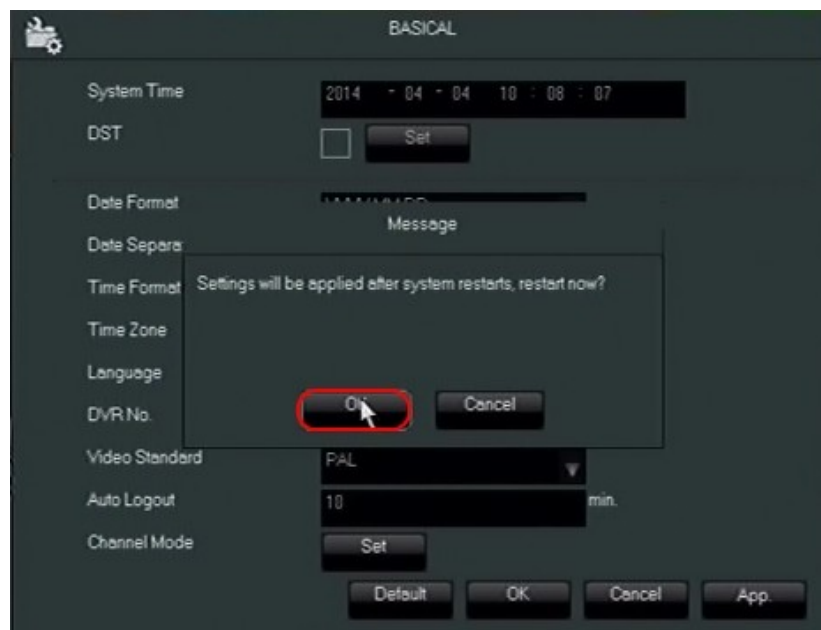 BASICAL
System Time 2014 - 04 - 04 10 : 08 : 07
DST Set
Date Format
Message
Date Separa
Time Format
Settings will be applied after system restarts, restart now?
Time Zone
Language
DVR No.
Cancel
Video Standard PAL
Auto Logout 10 min.
Channel Mode Set
Default OK Cancel App.